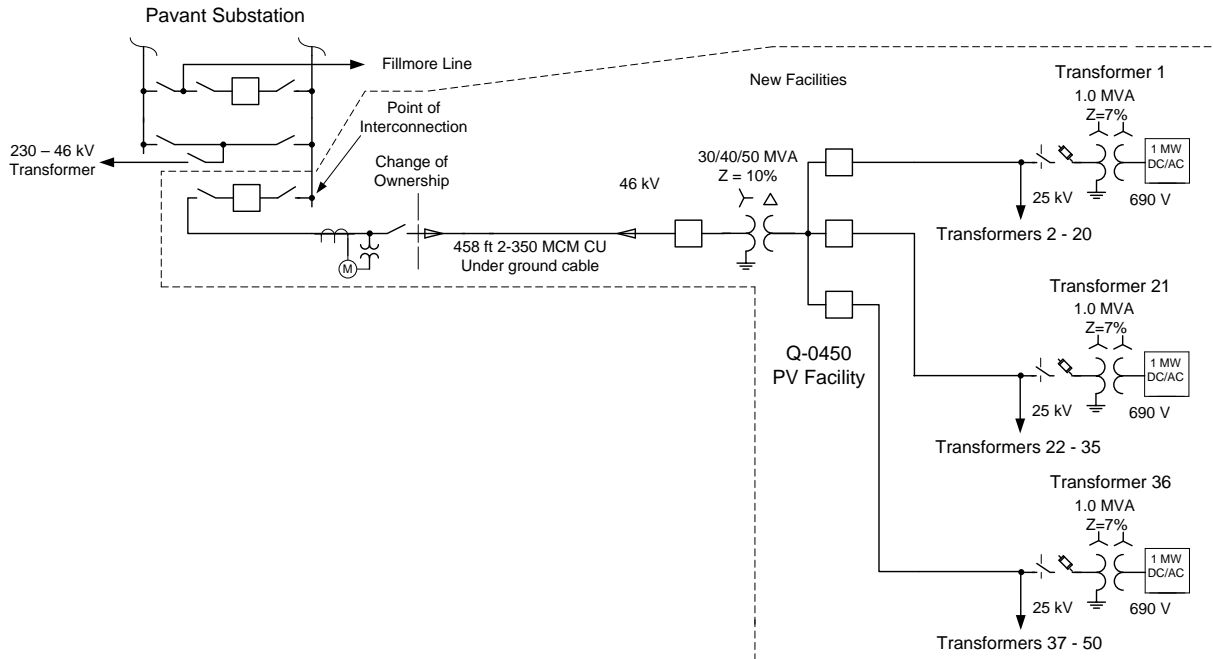 Pavant Substation
Fillmore Line
Point of
Interconnection
230 – 46 kV
Transformer
Change of
Ownership
46 kV
458 ft 2-350 MCM CU
Under ground cable
M
New Facilities
30/40/50 MVA
Z = 10%
Q-0450
PV Facility
Transformer 1
1.0 MVA
Z=7%
1 MW
DC/AC
25 kV
690 V
Transformers 2 - 20
Transformer 21
1.0 MVA
Z=7%
1 MW
DC/AC
25 kV
690 V
Transformers 22 - 35
Transformer 36
1.0 MVA
Z=7%
1 MW
DC/AC
25 kV
690 V
Transformers 37 - 50